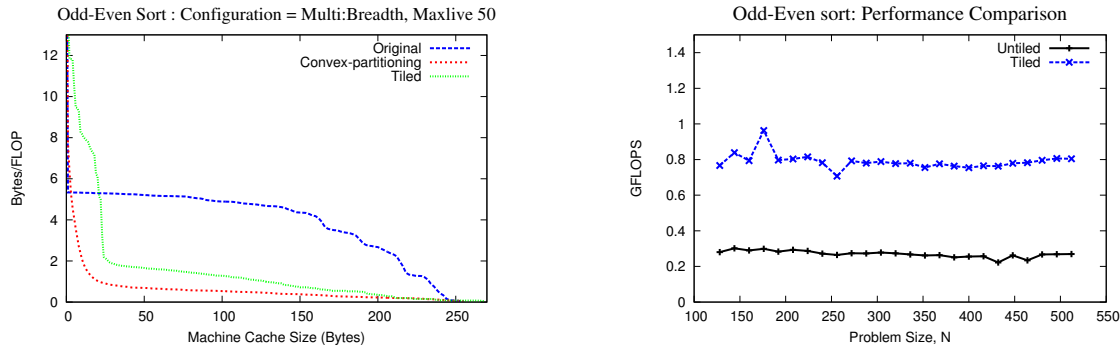 Odd-Even Sort : Configuration = Multi:Breadth, Maxlive 50
Original
Convex-partitioning
Tiled
Bytes/FLOP
12
10
8
6
4
2
0
0 50 100 150 200 250
Machine Cache Size (Bytes)
Odd-Even sort: Performance Comparison
Untiled
Tiled
GFLOPS
1.4
1.2
1
0.8
0.6
0.4
0.2
0
100 150 200 250 300 350 400 450 500 550
Problem Size, N